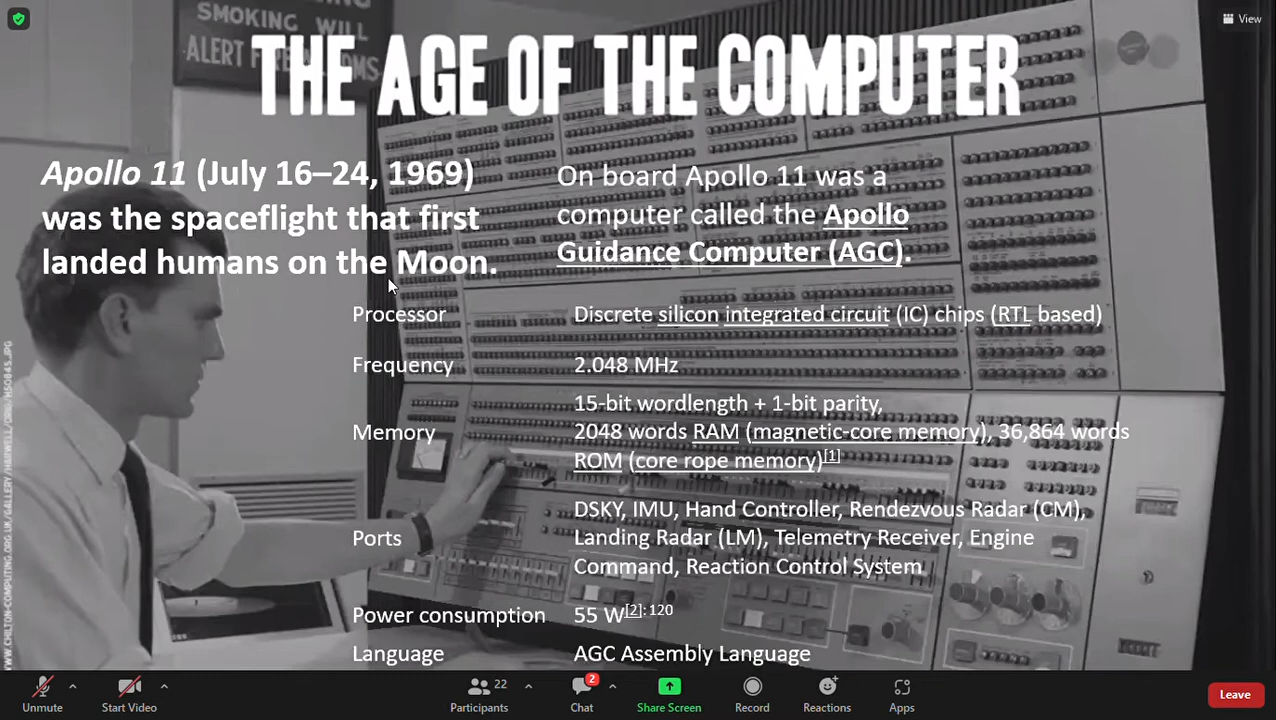 SMOKING WILL
ALERT
View
THE AGE OF THE COMPUTER
Apollo 11 (July 16–24, 1969)
was the spaceflight that first
landed humans on the Moon.
On board Apollo 11 was a
computer called the Apollo
Guidance Computer (AGC).
Processor
Discrete silicon integrated circuit (IC) chips (RTL based)
Frequency
2.048 MHz
Memory
15-bit wordlength + 1-bit parity,
2048 words RAM (magnetic-core memory), 36,864 words
ROM (core rope memory)[1]
Ports
DSKY, IMU, Hand Controller, Rendezvous Radar (CM),
Landing Radar (LM), Telemetry Receiver, Engine
Command, Reaction Control System
Power consumption
55 W[2]:120
Language
AGC Assembly Language
Unmute
Start Video
22
Participants
2
Chat
Share Screen
Record
Reactions
Apps
Leave